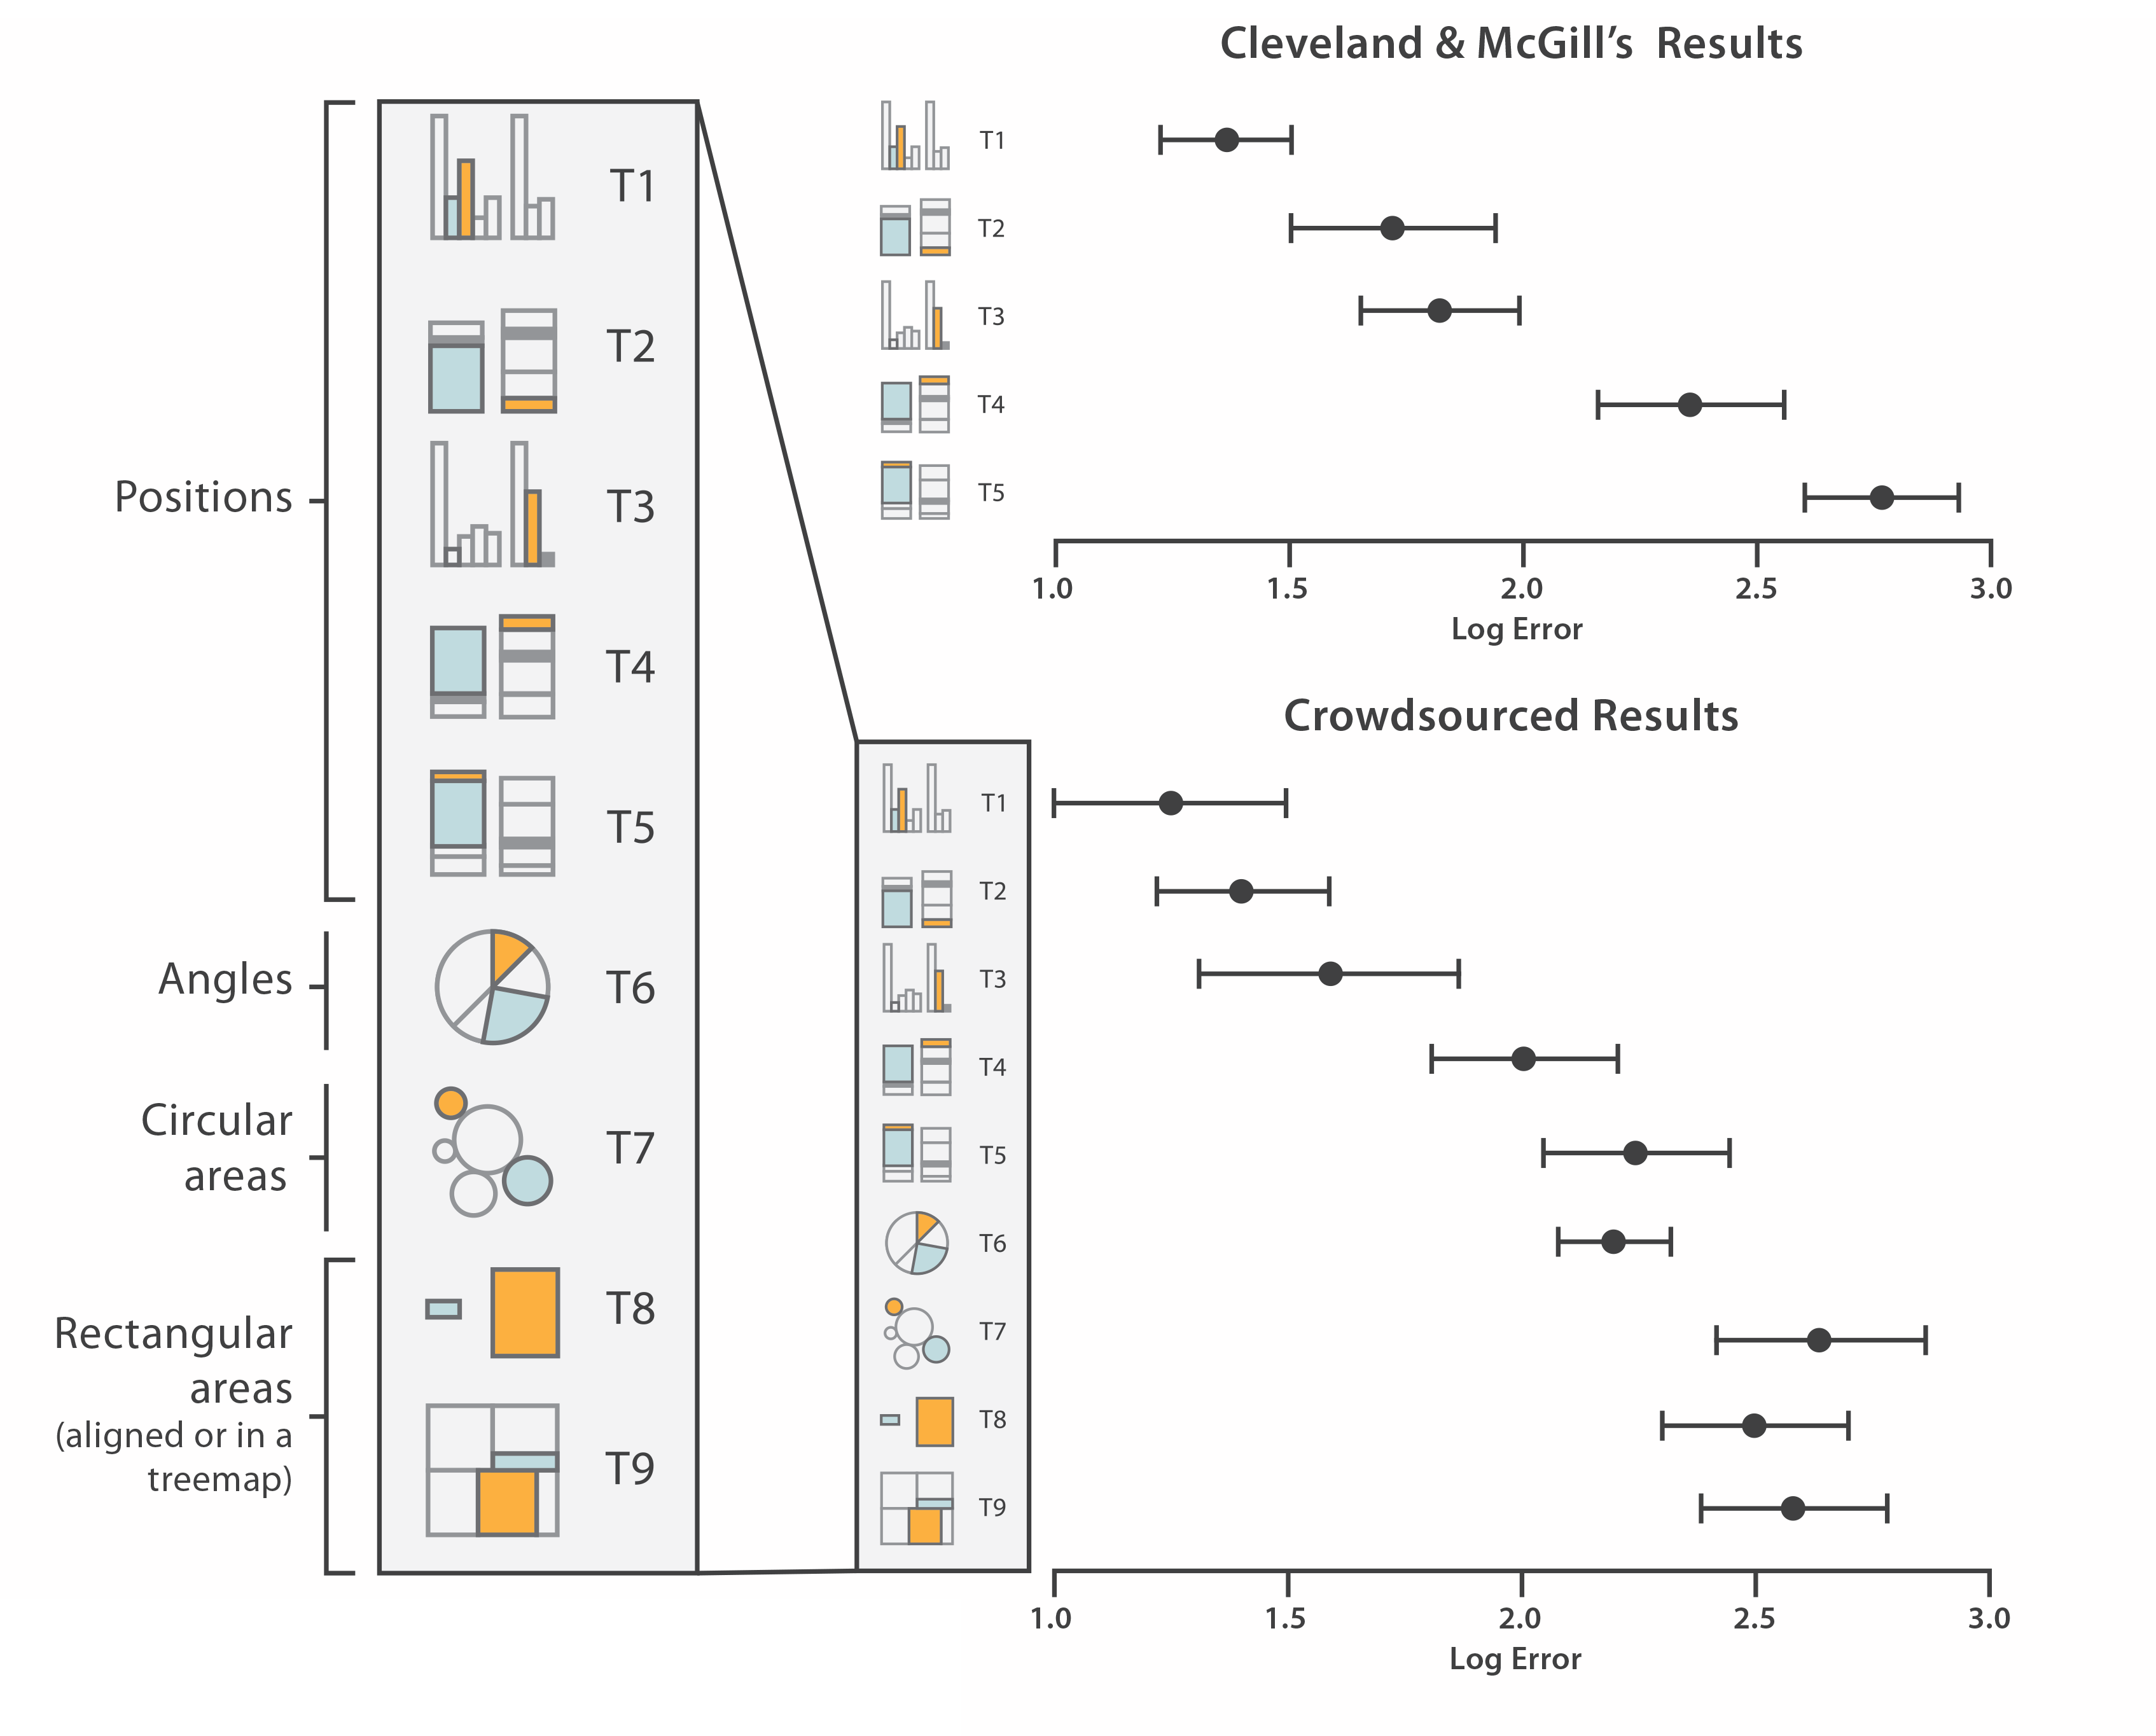 Cleveland & McGill's  Results
T1
T2
T3
T4
T5
1.0 1.5 2.0 2.5 3.0
Log Error
Positions
Angles
Circular
areas
Rectangular
areas
(aligned or in a
treemap)
T1
T2
T3
T4
T5
T6
T7
T8
T9
Crowdsourced Results
T1
T2
T3
T4
T5
T6
T7
T8
T9
1.0 1.5 2.0 2.5 3.0
Log Error